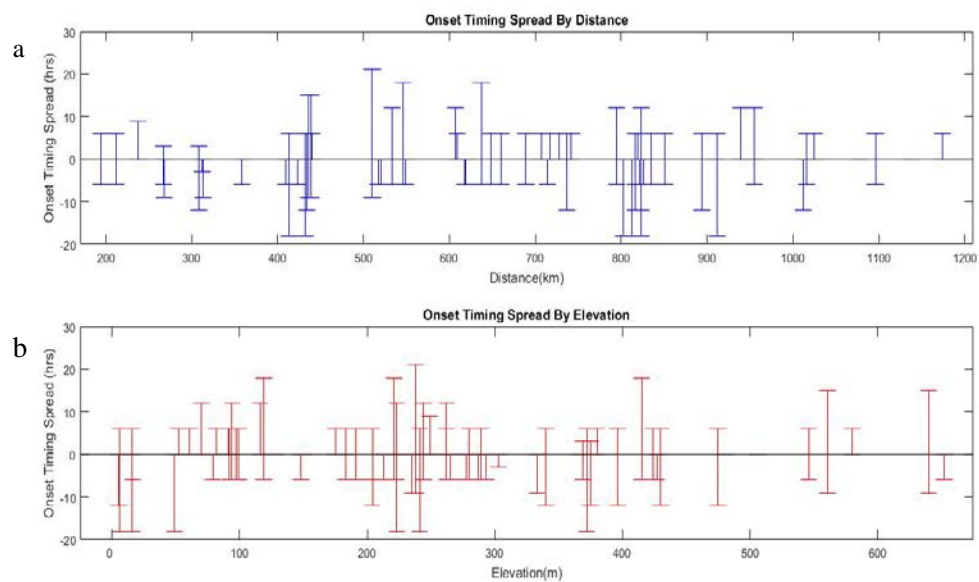 a
Onset Timing Spread By Distance
Onset Timing Spread (hrs)
30
20
10
0
-10
-20
200 300 400 500 600 700 800 900 1000 1100 1200
Distance(km)
b
Onset Timing Spread By Elevation
Onset Timing Spread (hrs)
30
20
10
0
-10
-20
0 100 200 300 400 500 600
Elevation(m)